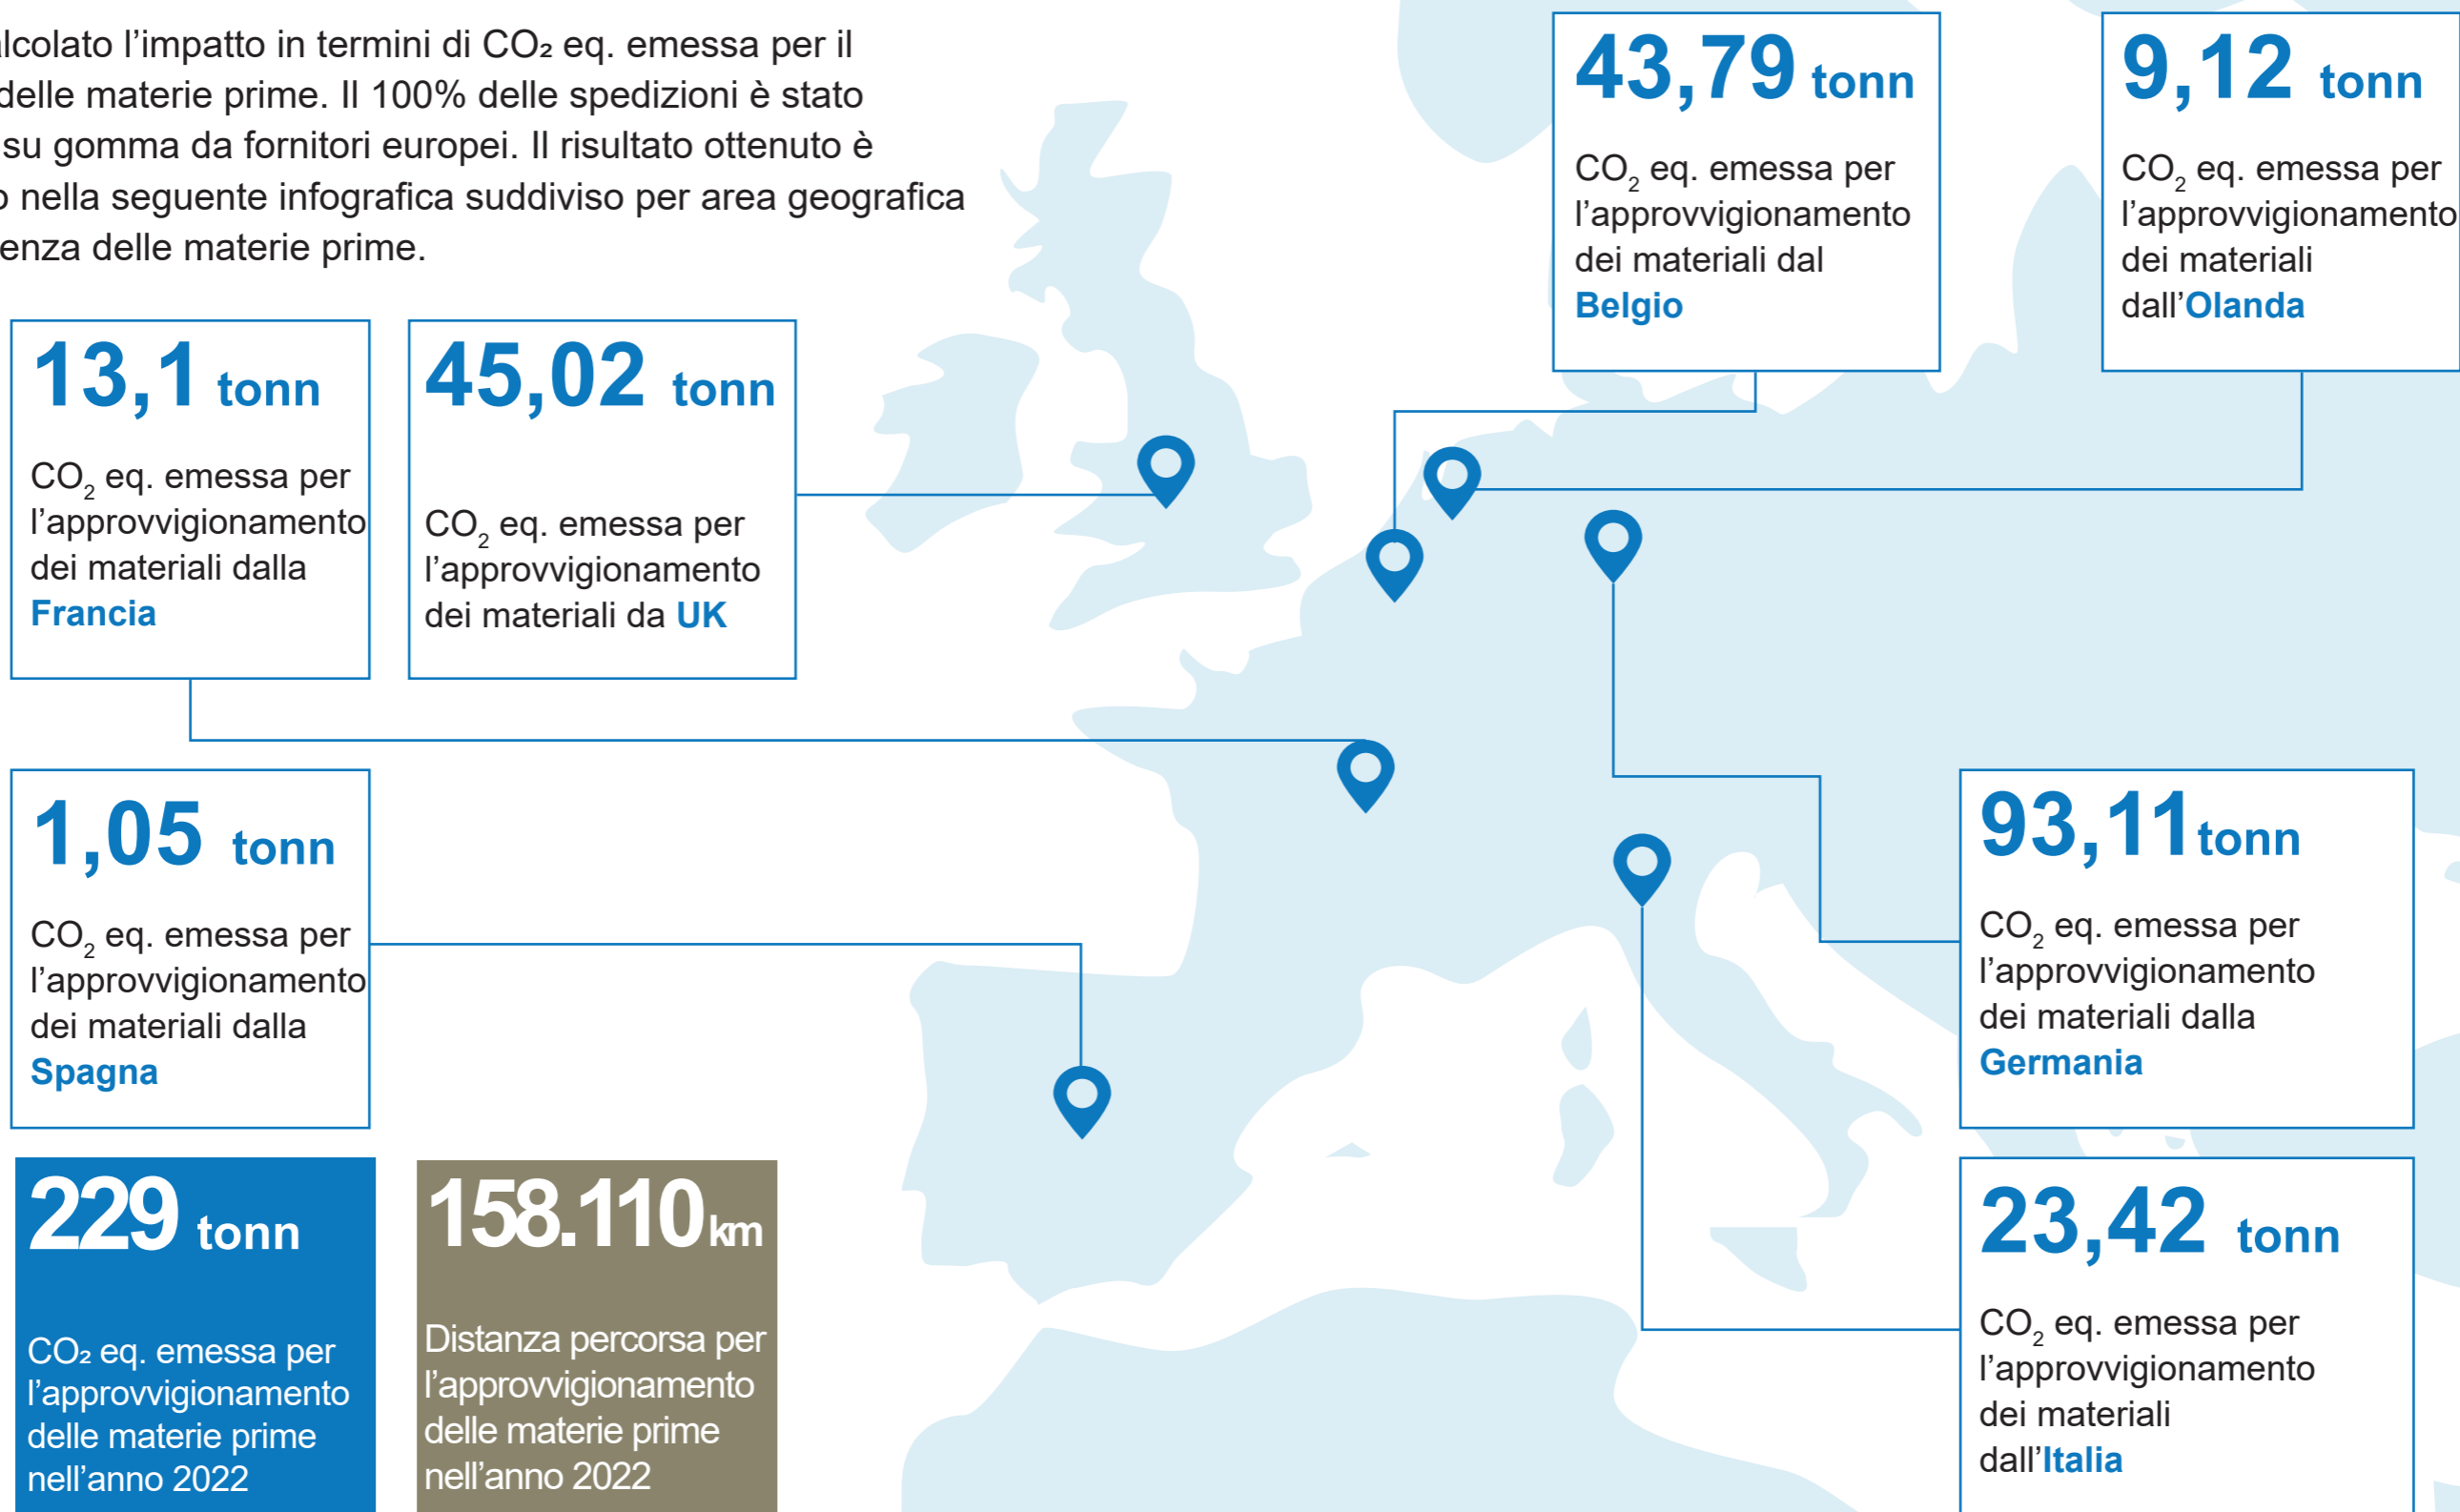 lcolato l’impatto in termini di CO₂ eq. emessa per il
delle materie prime. Il 100% delle spedizioni è stato
su gomma da fornitori europei. Il risultato ottenuto è
o nella seguente infografica suddiviso per area geografica
enza delle materie prime.
43,79 tonn
CO₂ eq. emessa per
l’approvvigionamento
dei materiali dal
Belgio
9,12 tonn
CO₂ eq. emessa per
l’approvvigionamento
dei materiali
dall’Olanda
13,1 tonn
CO₂ eq. emessa per
l’approvvigionamento
dei materiali dalla
Francia
45,02 tonn
CO₂ eq. emessa per
l’approvvigionamento
dei materiali da UK
1,05 tonn
CO₂ eq. emessa per
l’approvvigionamento
dei materiali dalla
Spagna
93,11 tonn
CO₂ eq. emessa per
l’approvvigionamento
dei materiali dalla
Germania
229 tonn
CO₂ eq. emessa per
l’approvvigionamento
delle materie prime
nell’anno 2022
158.110 km
Distanza percorsa per
l’approvvigionamento
delle materie prime
nell’anno 2022
23,42 tonn
CO₂ eq. emessa per
l’approvvigionamento
dei materiali
dall’Italia